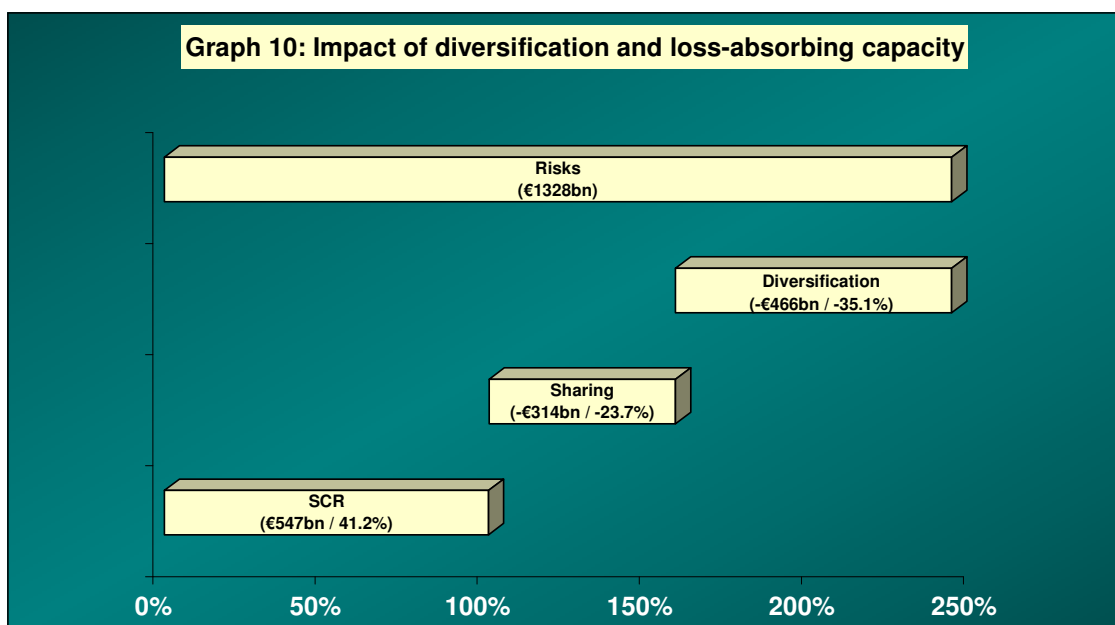 Graph 10: Impact of diversification and loss-absorbing capacity
Risks
(€1328bn)
Diversification
(-€466bn / -35.1%)
Sharing
(-€314bn / -23.7%)
SCR
(€547bn / 41.2%)
0% 50% 100% 150% 200% 250%